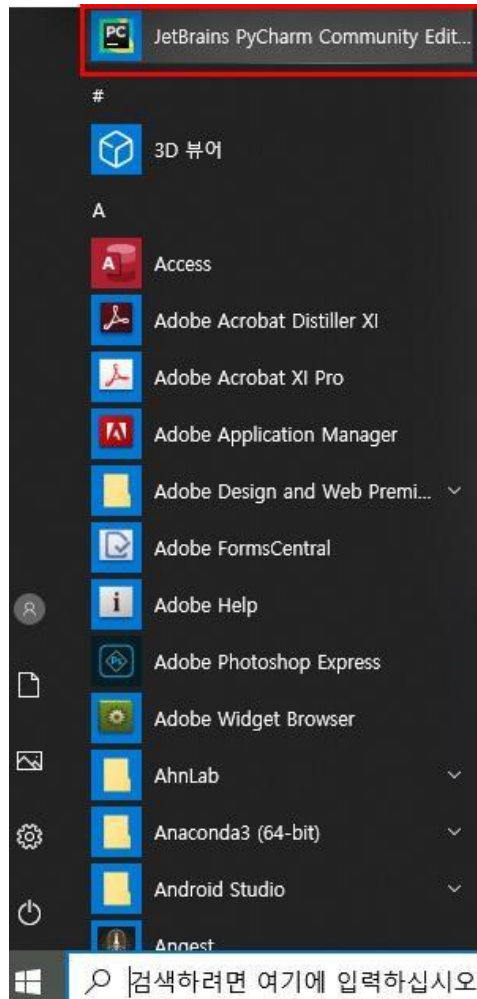 PC
JetBrains PyCharm Community Edit...
#
3D 뷰어
A
A
Access
Adobe Acrobat Distiller XI
Adobe Acrobat XI Pro
Adobe Application Manager
Adobe Design and Web Premi...
Adobe FormsCentral
i
Adobe Help
Ps
Adobe Photoshop Express
Adobe Widget Browser
AhnLab
Anaconda3 (64-bit)
Android Studio
Angest
검색하려면 여기에 입력하십시오